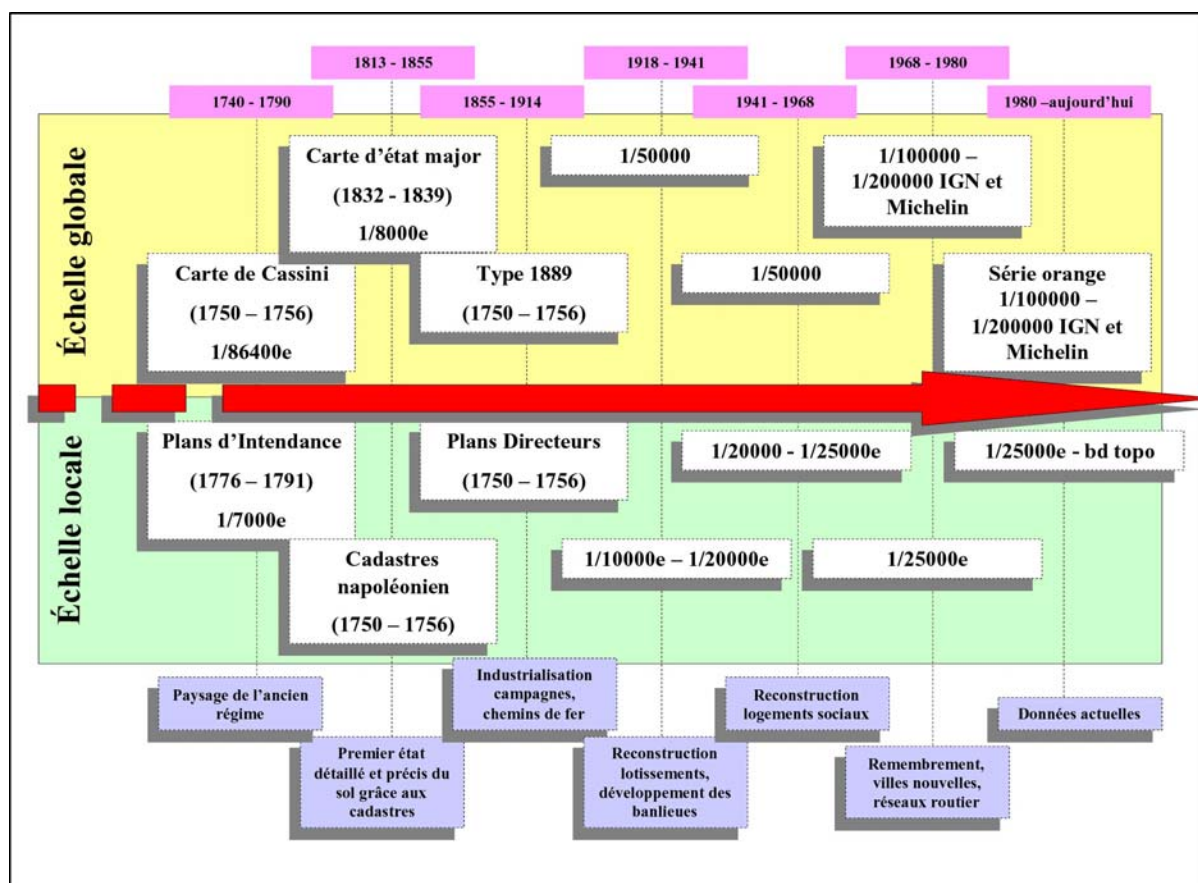 1813 - 1855
1918 - 1941
1968 - 1980
1740 - 1790
1855 - 1914
1941 - 1968
1980 –aujourd'hui
Échelle globale
Carte d'état major
(1832 - 1839)
1/8000e
1/50000
1/100000 –
1/200000 IGN et
Michelin
Carte de Cassini
(1750 – 1756)
1/86400e
Type 1889
(1750 – 1756)
1/50000
Série orange
1/100000 –
1/200000 IGN et
Michelin
Échelle locale
Plans d'Intendance
(1776 – 1791)
1/7000e
Plans Directeurs
(1750 – 1756)
1/20000 - 1/25000e
1/25000e - bd topo
Cadastres
napoléonien
(1750 – 1756)
1/10000e – 1/20000e
1/25000e
Paysage de l'ancien
régime
Industrialisation
campagnes,
chemins de fer
Reconstruction
logements sociaux
Données actuelles
Premier état
détaillé et précis du
sol grâce aux
cadastres
Reconstruction
lotissements,
développement des
banlieues
Remembrement,
villes nouvelles,
réseaux routier